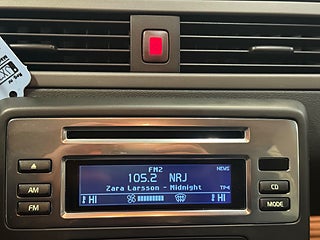 FM2
NEWS
105.2 NRJ
Zara Larsson - Midnight
TP
HI
HI
AM
FM
CD
MODE